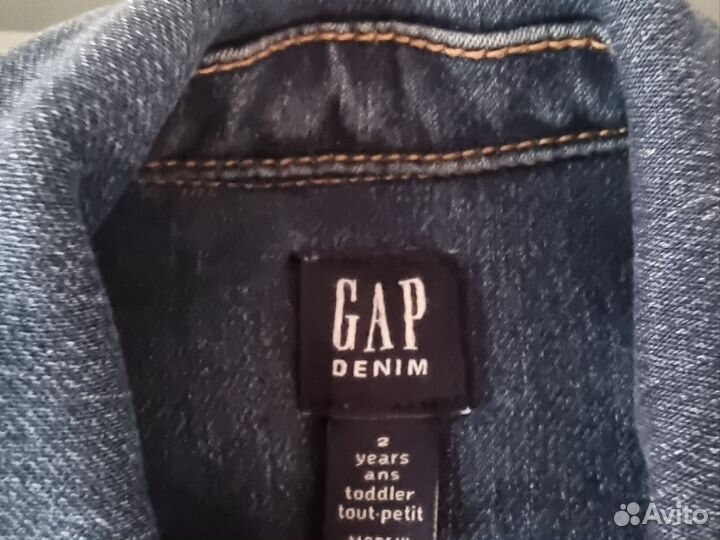 GAP
DENIM
2
years
ans
toddler
tout-petit
Avito